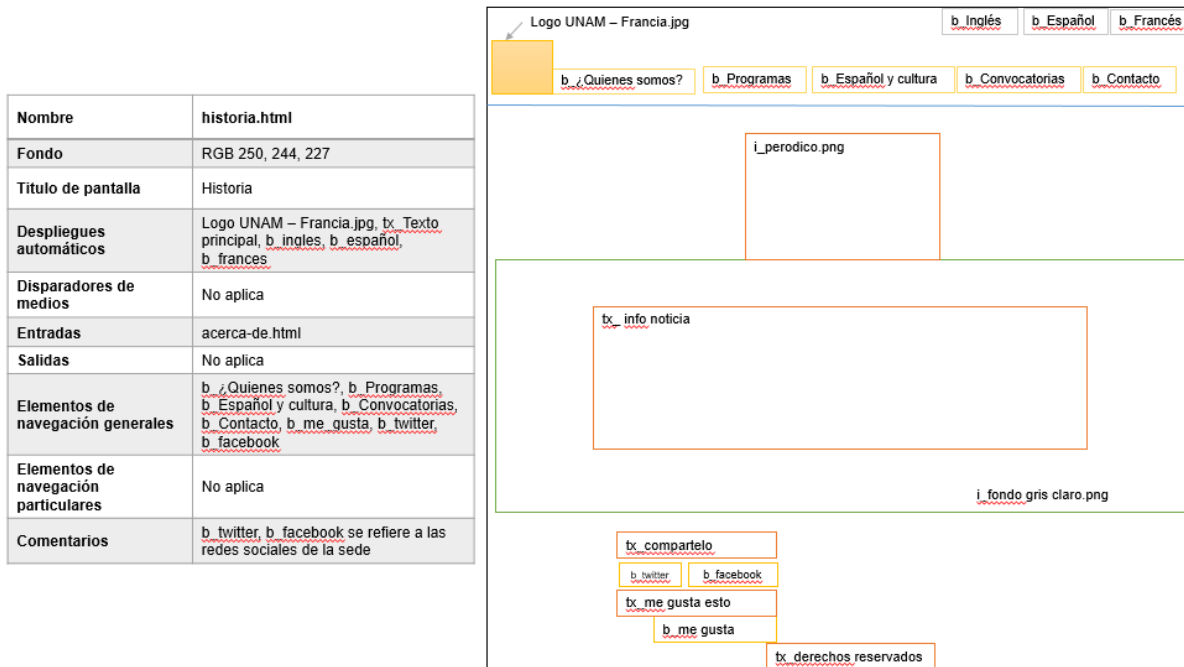 Nombre historia.html
Fondo RGB 250, 244, 227
Titulo de pantalla Historia
Despliegues automáticos Logo UNAM – Francia.jpg, tx_Texto
principal, b_ingles, b_español,
b_frances
Disparadores de medios No aplica
Entradas acerca-de.html
Salidas No aplica
Elementos de navegación generales b_¿Quienes somos?, b_Programas,
b_Español y cultura, b_Convocatorias,
b_Contacto, b_me_gusta, b_twitter,
b_facebook
Elementos de navegación particulares No aplica
Comentarios b_twitter, b_facebook se refiere a las
redes sociales de la sede
Logo UNAM – Francia.jpg
b_Inglés b_Español b_Francés
b_¿Quienes somos? b_Programas b_Español y cultura b_Convocatorias b_Contacto
i_perodico.png
tx_ info noticia
i_fondo gris claro.png
tx_compartelo
b_twitter b_facebook
tx_me gusta esto
b_me gusta
tx_derechos reservados